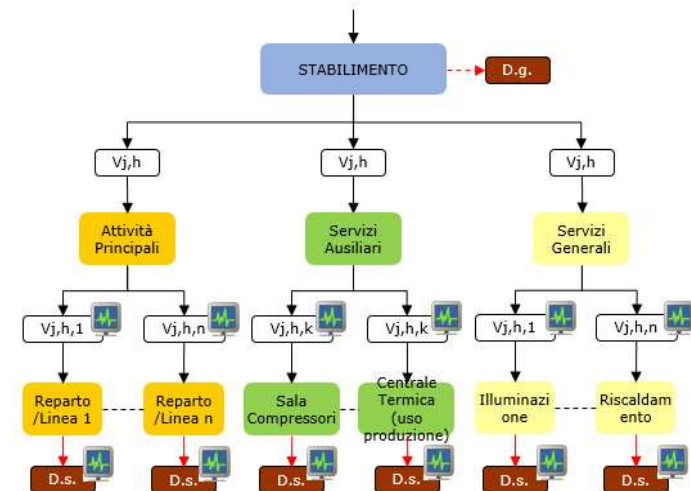 STABILIMENTO
D.g.
Vj,h
Vj,h
Vj,h
Attività
Principali
Servizi
Ausiliari
Servizi
Generali
Vj,h,1
Vj,h,n
Vj,h,k
Vj,h,k
Vj,h,1
Vj,h,n
Reparto
/Linea 1
Reparto
/Linea n
Sala
Compressori
Centrale
Termica
(uso
produzione)
Illuminazi
one
Riscaldam
ento
D.s.
D.s.
D.s.
D.s.
D.s.
D.s.